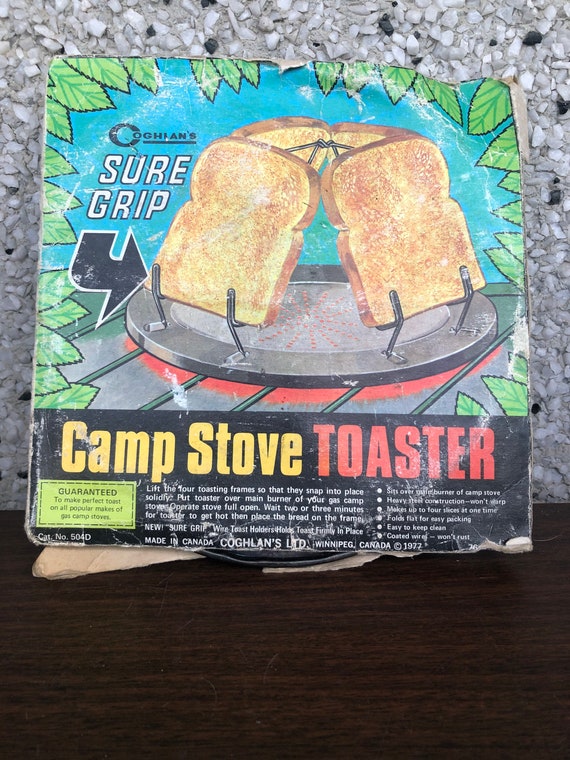 COGHLAN'S
SURE
GRIP
Camp Stove TOASTER
GUARANTEED
To make perfect toast
on all popular makes of
gas camp stoves.
Cat. No. 504D
Lift the four toasting frames so that they snap into place
solidly. Put toaster over main burner of your gas camp
stove. Operate stove full open. Wait two or three minutes
for toaster to get hot then place the bread on the frame.
NEW! "SURE GRIP" Wire Toast Holders Holds Toast Firmly In Place
MADE IN CANADA COGHLAN'S LTD. WINNIPEG, CANADA © 1977
• Sits over main burner of camp stove
• Heavy steel construction—won't warp
• Makes up to four slices at one time
• Folds flat for easy packing
• Easy to keep clean
• Coated wires — won't rust